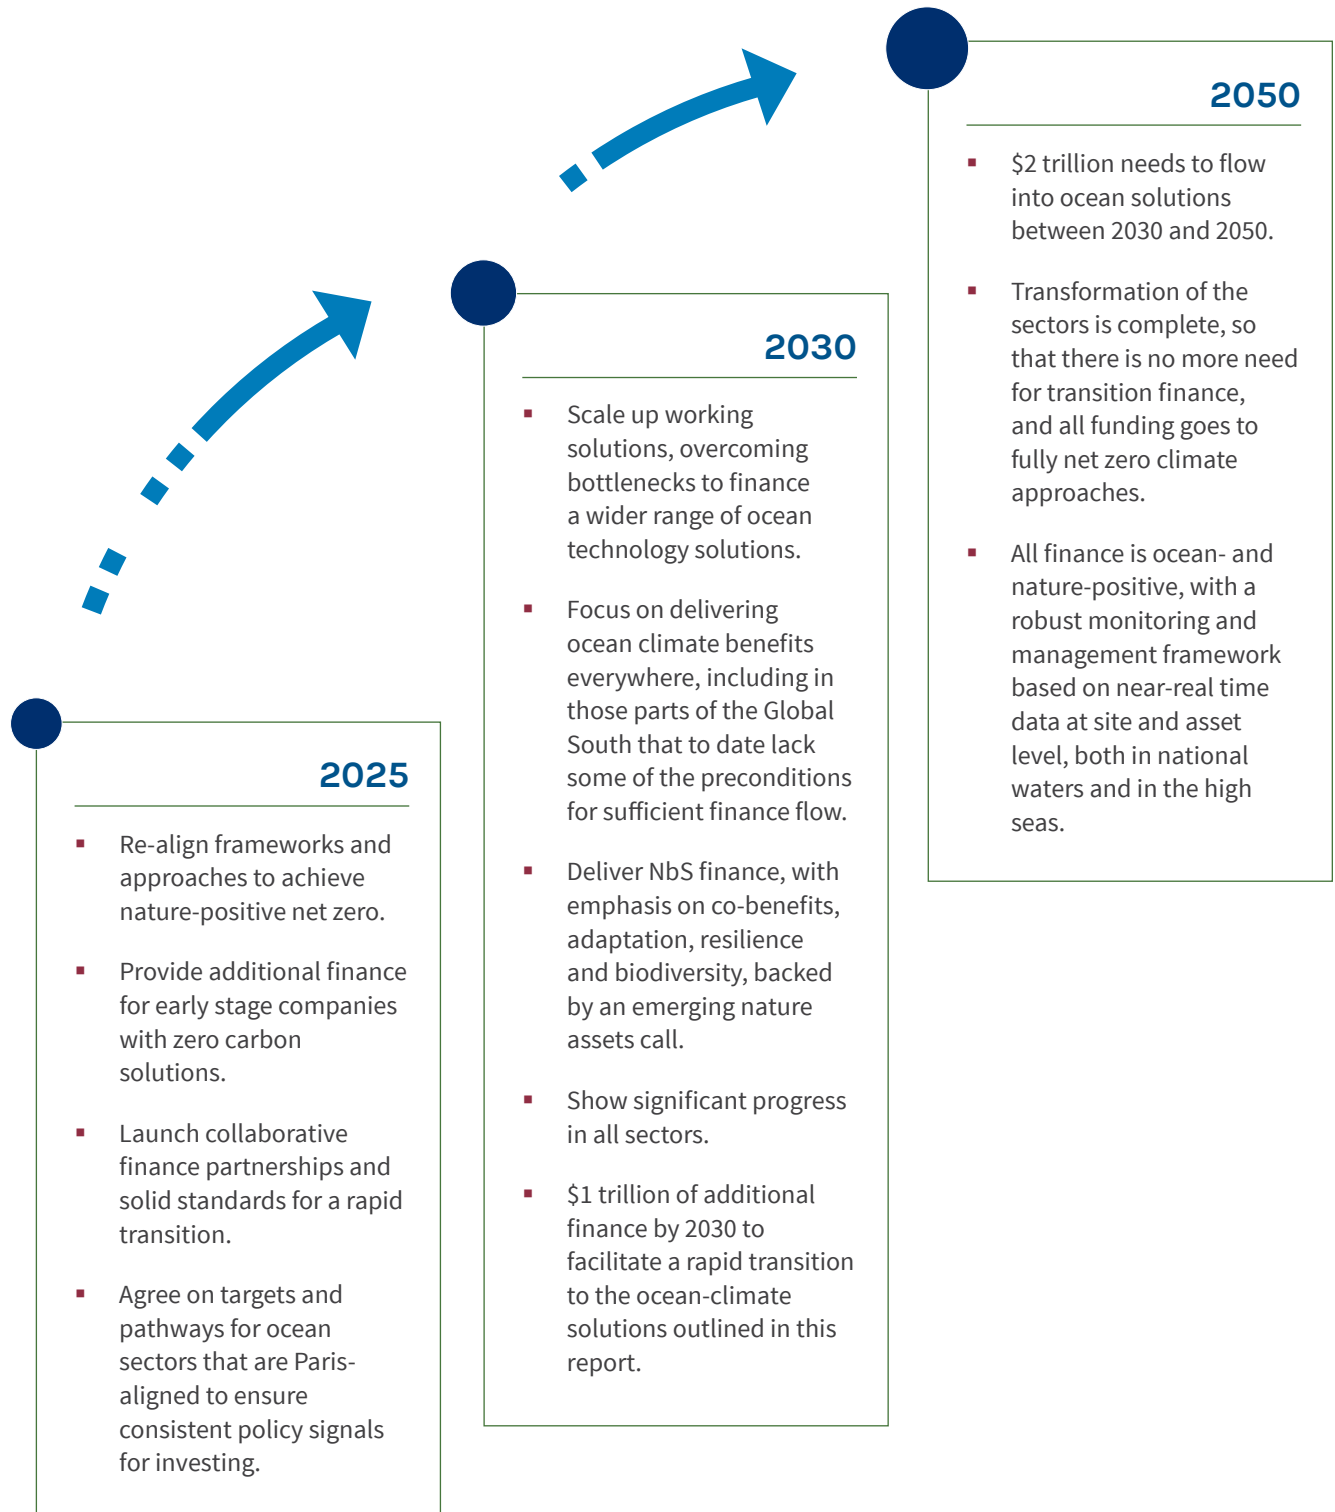 2025
▪ Re-align frameworks and
approaches to achieve
nature-positive net zero.
▪ Provide additional finance
for early stage companies
with zero carbon
solutions.
▪ Launch collaborative
finance partnerships and
solid standards for a rapid
transition.
▪ Agree on targets and
pathways for ocean
sectors that are Paris-
aligned to ensure
consistent policy signals
for investing.
2030
▪ Scale up working
solutions, overcoming
bottlenecks to finance
a wider range of ocean
technology solutions.
▪ Focus on delivering
ocean climate benefits
everywhere, including in
those parts of the Global
South that to date lack
some of the preconditions
for sufficient finance flow.
▪ Deliver NbS finance, with
emphasis on co-benefits,
adaptation, resilience
and biodiversity, backed
by an emerging nature
assets call.
▪ Show significant progress
in all sectors.
▪ $1 trillion of additional
finance by 2030 to
facilitate a rapid transition
to the ocean-climate
solutions outlined in this
report.
2050
▪ $2 trillion needs to flow
into ocean solutions
between 2030 and 2050.
▪ Transformation of the
sectors is complete, so
that there is no more need
for transition finance,
and all funding goes to
fully net zero climate
approaches.
▪ All finance is ocean- and
nature-positive, with a
robust monitoring and
management framework
based on near-real time
data at site and asset
level, both in national
waters and in the high
seas.